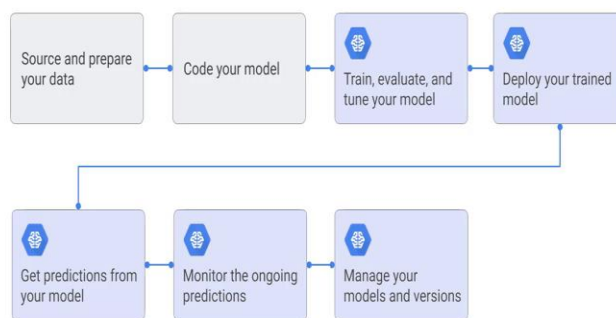 Source and prepare
your data
Code your model
Train, evaluate, and
tune your model
Deploy your trained
model
Get predictions from
your model
Monitor the ongoing
predictions
Manage your
models and versions